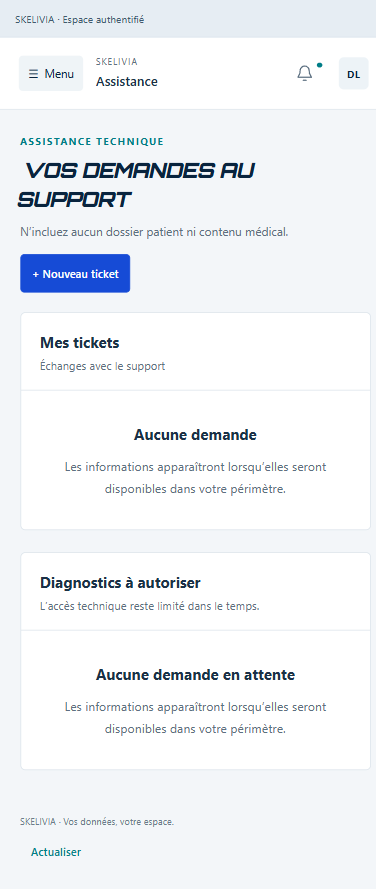 SKELIVIA · Espace authentifié
☰ Menu
SKELIVIA
Assistance
DL
ASSISTANCE TECHNIQUE
VOS DEMANDES AU
SUPPORT
N'incluez aucun dossier patient ni contenu médical.
+ Nouveau ticket
Mes tickets
Échanges avec le support
Aucune demande
Les informations apparaîtront lorsqu'elles seront
disponibles dans votre périmètre.
Diagnostics à autoriser
L'accès technique reste limité dans le temps.
Aucune demande en attente
Les informations apparaîtront lorsqu'elles seront
disponibles dans votre périmètre.
SKELIVIA · Vos données, votre espace.
Actualiser